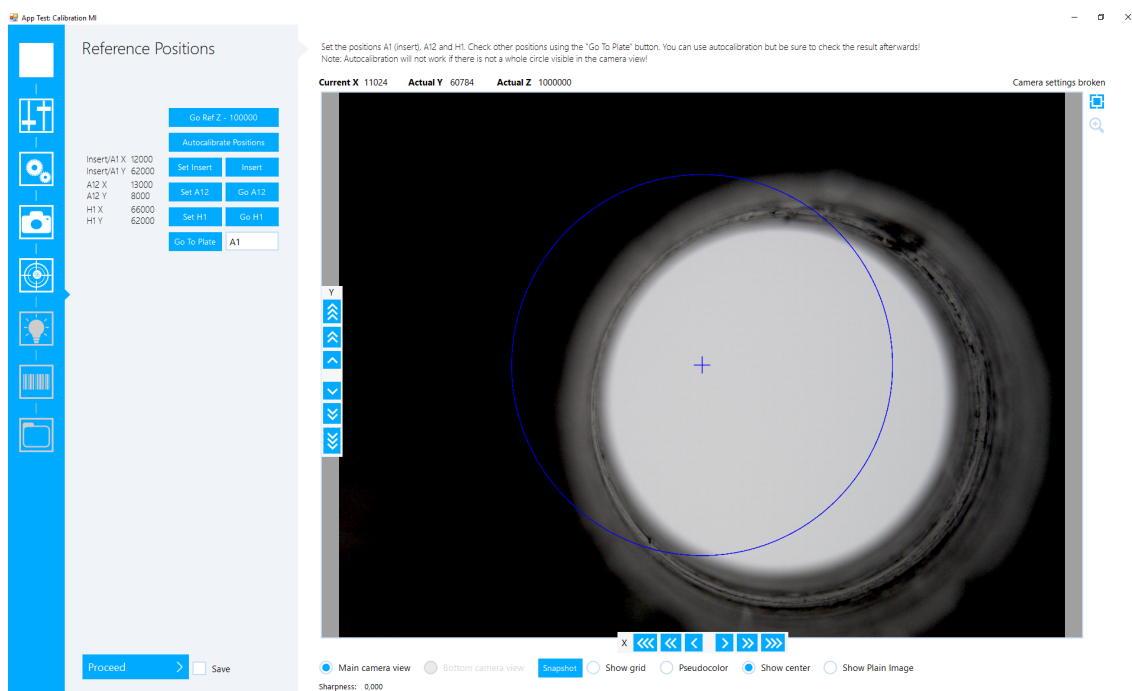 App Test: Calibration MI
Reference Positions
Set the positions A1 (insert), A12 and H1. Check other positions using the "Go To Plate" button. You can use autocalibration but be sure to check the result afterwards!
Note: Autocalibration will not work if there is not a whole circle visible in the camera view!
Current X 11024 Actual Y 60784 Actual Z 1000000 Camera settings broken
Go Ref Z - 100000
Autocalibrate Positions
Insert/A1 X 12000
Insert/A1 Y 62000
Set Insert Insert
A12 X 13000
A12 Y 8000
Set A12 Go A12
H1 X 66000
H1 Y 62000
Set H1 Go H1
Go To Plate A1
Y
X
Proceed Save
Main camera view Bottom camera view Snapshot Show grid Pseudocolor Show center Show Plain Image
Sharpness: 0,000